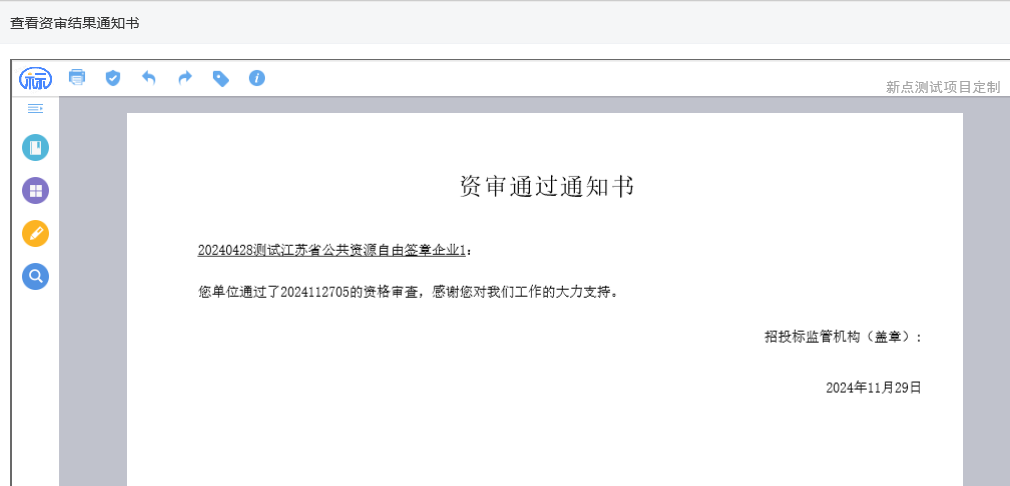 查看资审结果通知书
标
新点测试项目定制
资审通过通知书
20240428测试江苏省公共资源自由签章企业1：
您单位通过了2024112705的资格审查，感谢您对我们工作的大力支持。
招投标监管机构（盖章）：
2024年11月29日